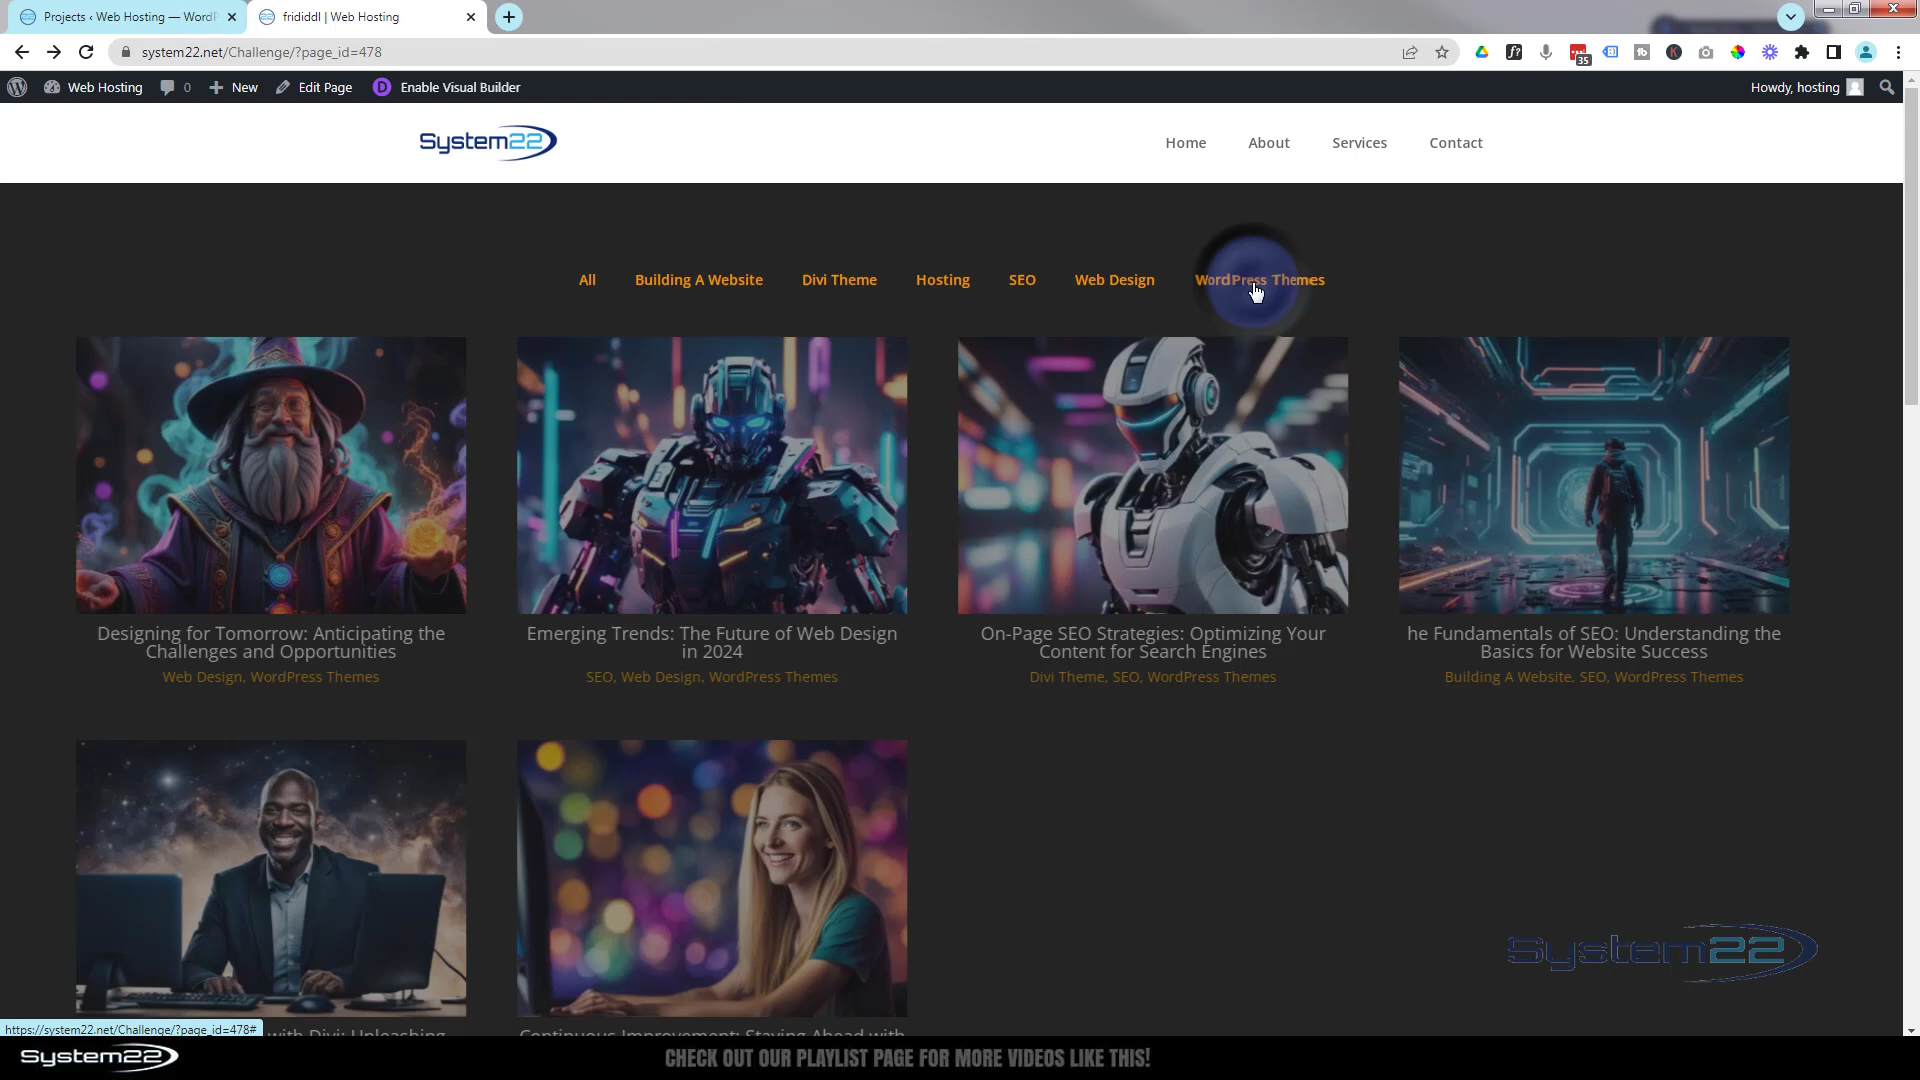 Projects ‹ Web Hosting — WordP
frididdl | Web Hosting
system22.net/Challenge/?page_id=478
35
Web Hosting
0
New
Edit Page
Enable Visual Builder
Howdy, hosting
System22
Home
About
Services
Contact
All
Building A Website
Divi Theme
Hosting
SEO
Web Design
WordPress Themes
Designing for Tomorrow: Anticipating the
Challenges and Opportunities
Web Design, WordPress Themes
Emerging Trends: The Future of Web Design
in 2024
SEO, Web Design, WordPress Themes
On-Page SEO Strategies: Optimizing Your
Content for Search Engines
Divi Theme, SEO, WordPress Themes
he Fundamentals of SEO: Understanding the
Basics for Website Success
Building A Website, SEO, WordPress Themes
System22
https://system22.net/Challenge/?page_id=478#
with Divi: Unleashing
Continuous Improvement: Staying Ahead with
System22
CHECK OUT OUR PLAYLIST PAGE FOR MORE VIDEOS LIKE THIS!